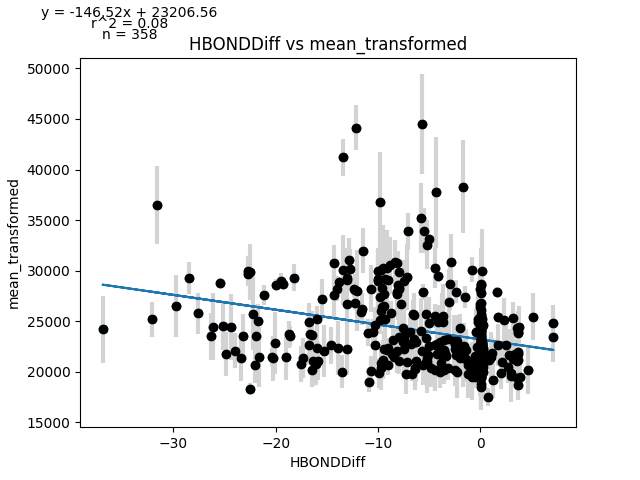 y = -146.52x + 23206.56
r^2 = 0.08
n = 358
HBONDDiff vs mean_transformed
50000
45000
40000
35000
30000
25000
20000
15000
mean_transformed
−30
−20
−10
0
HBONDDiff